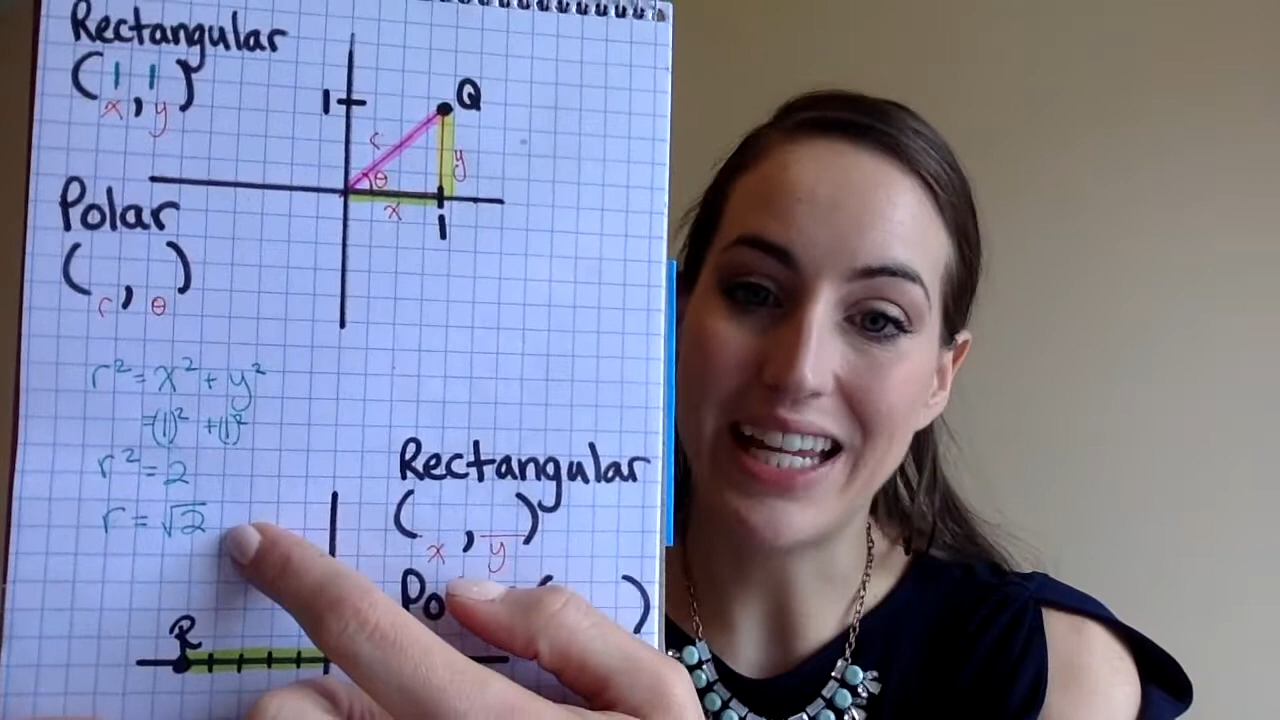 Rectangular
(1, 1)
x y
Polar
( , )
r θ
1
Q
r
θ
y
x
1
r² = x² + y²
=(1)² +(1)²
r² = 2
r = √2
Rectangular
( , )
x y
( )
R